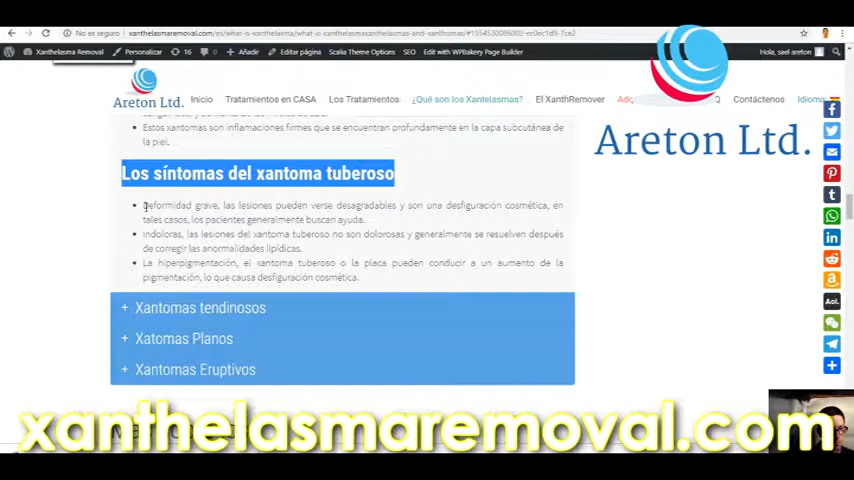 No es seguro | xanthelasmaremoval.com/es/what-is-xanthelasma/what-is-xanthelasmaxanthelasmas-and-xanthomas/#1554530086002-ec0ec1d9-7ce2
Xanthelasma Removal Personalizar 16 0 Añadir Editar página Scalia Theme Options SEO Edit with WPBakery Page Builder Hola, sael areton
Areton Ltd. Inicio Tratamientos en CASA Los Tratamientos ¿Qué son los Xantelasmas? El XanthRemover Contáctenos Idioma
Areton Ltd.
Estos xantomas son inflamaciones firmes que se encuentran profundamente en la capa subcutánea de
la piel.
Los síntomas del xantoma tuberoso
Deformidad grave, las lesiones pueden verse desagradables y son una desfiguración cosmética, en
tales casos, los pacientes generalmente buscan ayuda.
Indoloras, las lesiones del xantoma tuberoso no son dolorosas y generalmente se resuelven después
de corregir las anormalidades lipídicas.
La hiperpigmentación, el xantoma tuberoso o la placa pueden conducir a un aumento de la
pigmentación, lo que causa desfiguración cosmética.
+ Xantomas tendinosos
+ Xatomas Planos
+ Xantomas Eruptivos
Aol.
xanthelasmaremoval.com